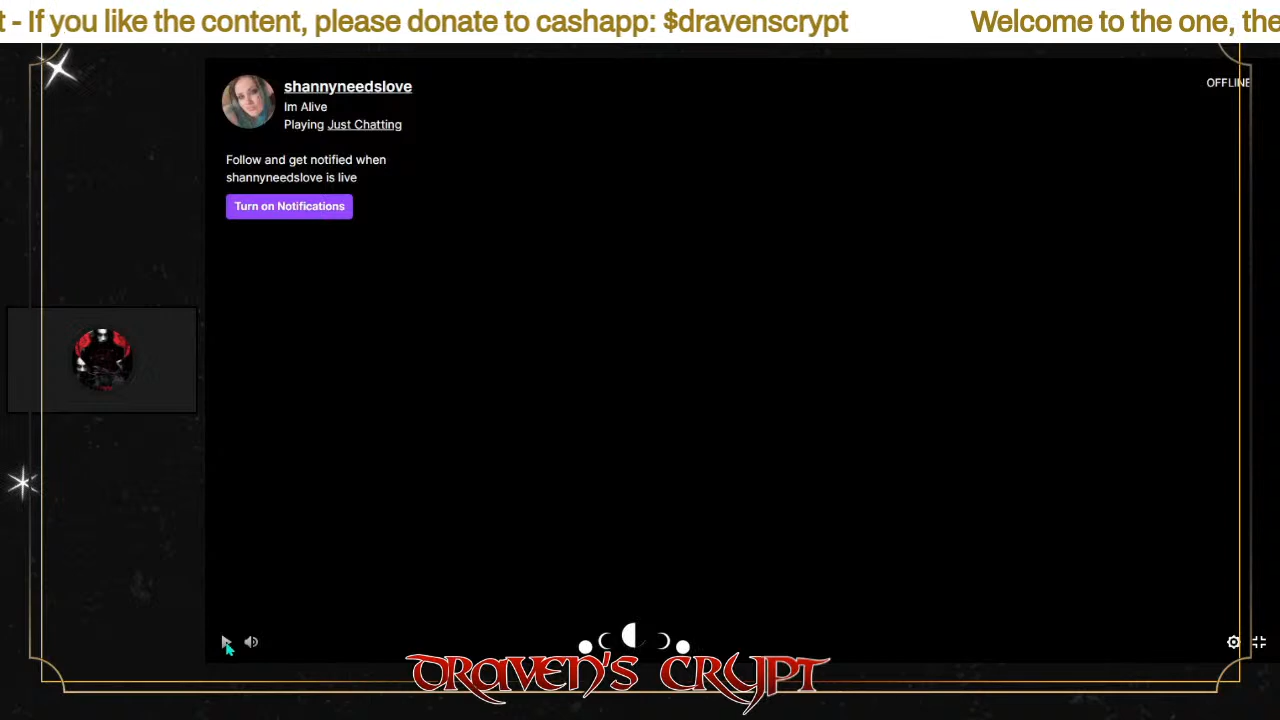 t - If you like the content, please donate to cashapp: $dravenscrypt Welcome to the one, the
shannyneedslove
OFFLINE
Im Alive
Playing Just Chatting
Follow and get notified when
shannyneedslove is live
Turn on Notifications
DRAVEN'S CRYPT